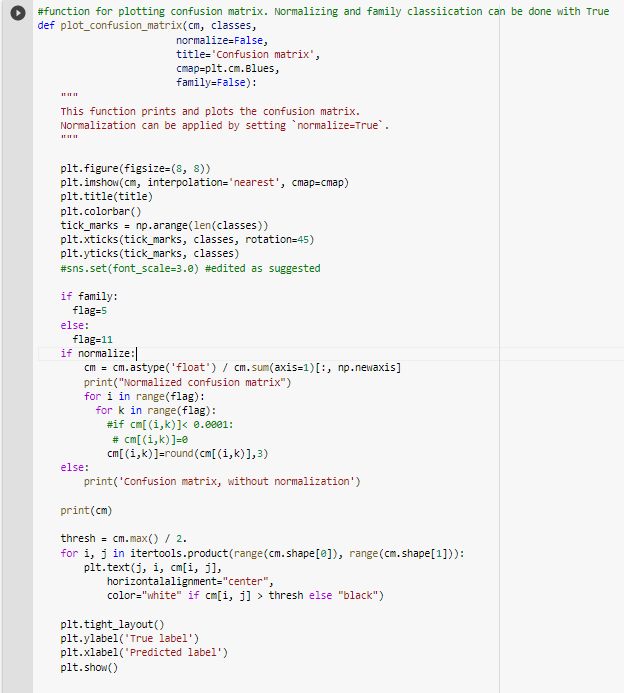 #function for plotting confusion matrix. Normalizing and family classiication can be done with True
def plot_confusion_matrix(cm, classes,
                        normalize=False,
                        title='Confusion matrix',
                        cmap=plt.cm.Blues,
                        family=False):
    """
    This function prints and plots the confusion matrix.
    Normalization can be applied by setting `normalize=True`.
    """

    plt.figure(figsize=(8, 8))
    plt.imshow(cm, interpolation='nearest', cmap=cmap)
    plt.title(title)
    plt.colorbar()
    tick_marks = np.arange(len(classes))
    plt.xticks(tick_marks, classes, rotation=45)
    plt.yticks(tick_marks, classes)
    #sns.set(font_scale=3.0) #edited as suggested

    if family:
      flag=5
    else:
      flag=11
    if normalize:
        cm = cm.astype('float') / cm.sum(axis=1)[:, np.newaxis]
        print("Normalized confusion matrix")
        for i in range(flag):
          for k in range(flag):
            #if cm[(i,k)]< 0.0001:
             # cm[(i,k)]=0
            cm[(i,k)]=round(cm[(i,k)],3)
    else:
        print('Confusion matrix, without normalization')

    print(cm)

    thresh = cm.max() / 2.
    for i, j in itertools.product(range(cm.shape[0]), range(cm.shape[1])):
        plt.text(j, i, cm[i, j],
            horizontalalignment="center",
            color="white" if cm[i, j] > thresh else "black")

    plt.tight_layout()
    plt.ylabel('True label')
    plt.xlabel('Predicted label')
    plt.show()